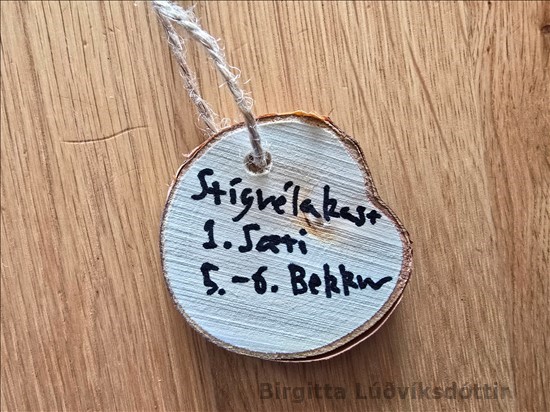 Stígvélakast
1. Sæti
5.-6. Bekkur
Birgitta Lúðvíksdóttir